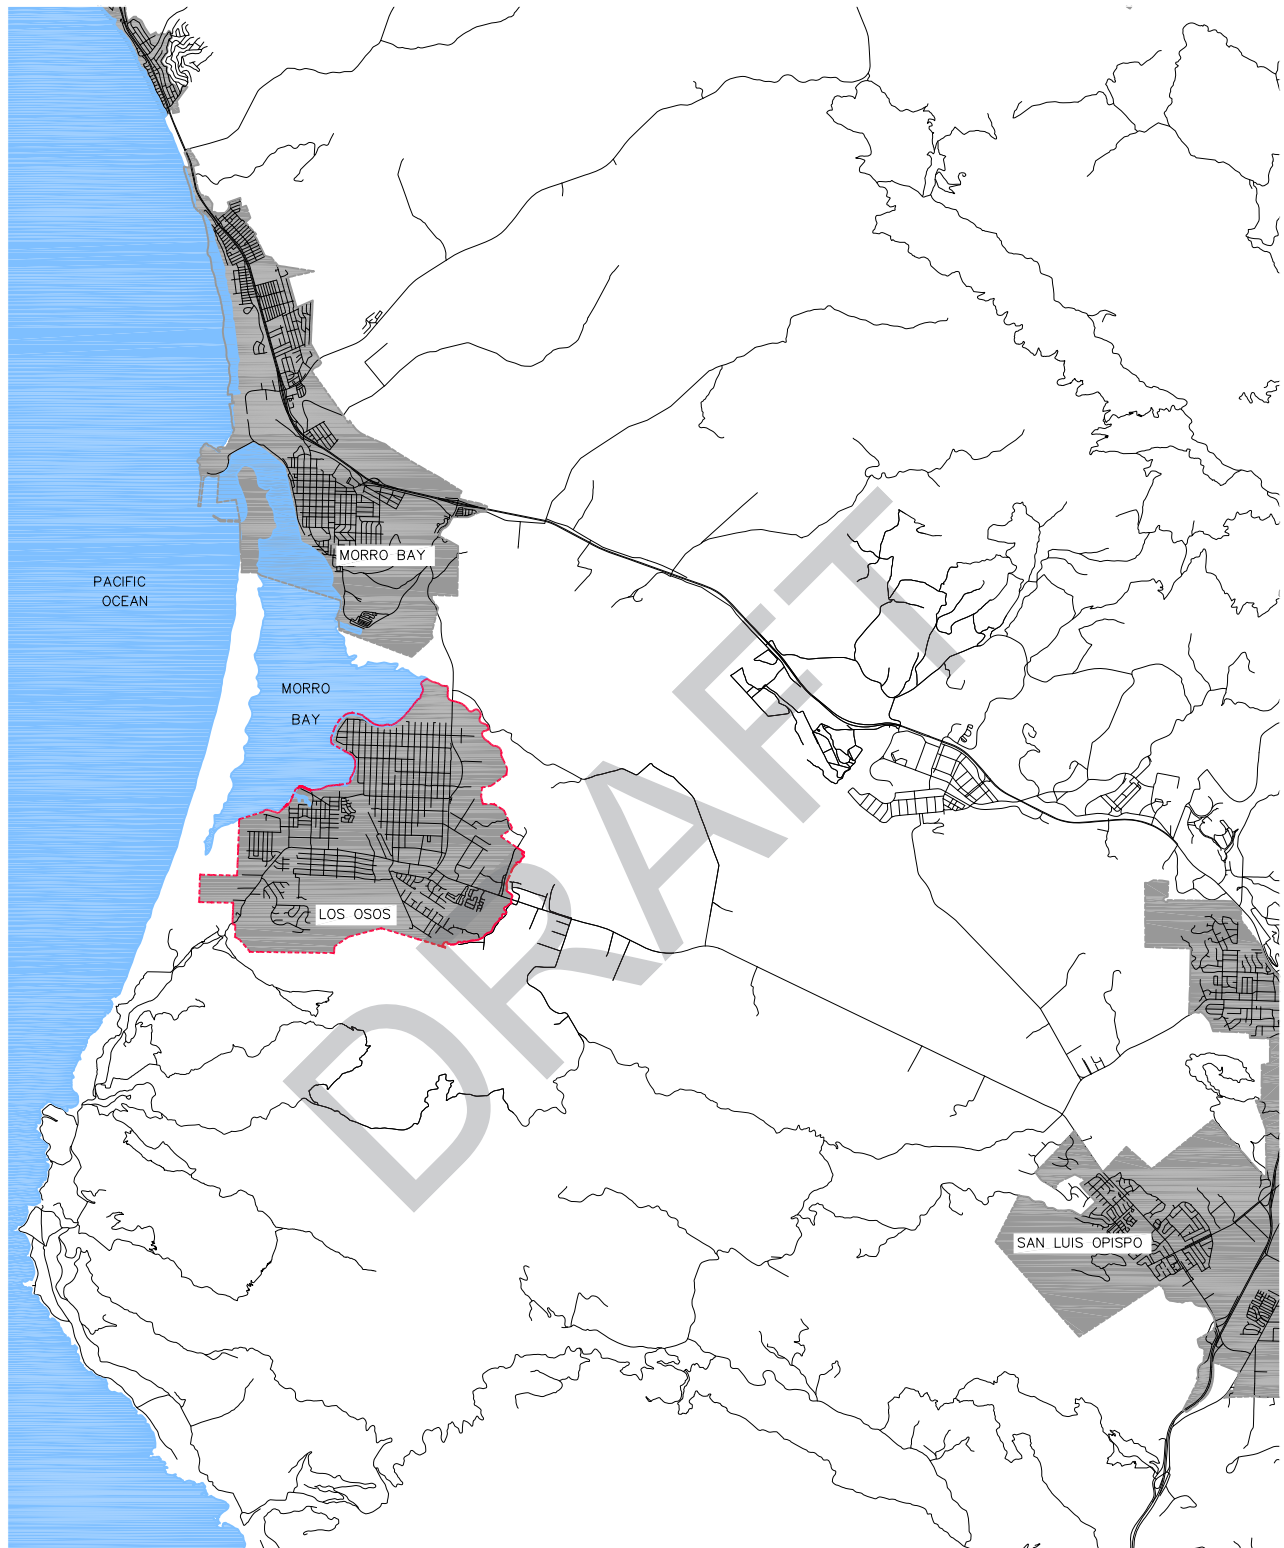 MORRO BAY
PACIFIC
OCEAN
MORRO
BAY
LOS OSOS
SAN LUIS OPISPO
DRAFT